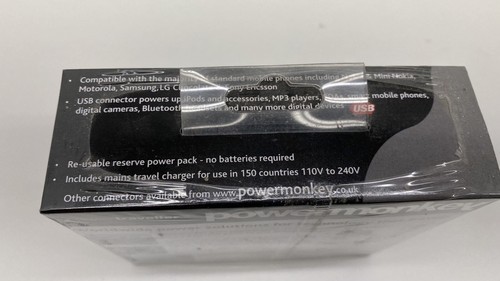 • Compatible with the majority of standard mobile phones including & Mini Nokia,
Motorola, Samsung, LG Sony Ericsson
• USB connector powers up iPods and accessories, MP3 players, mobile phones,
digital cameras, Bluetooth and many more digital devices USB
• Re-usable reserve power pack - no batteries required
• Includes mains travel charger for use in 150 countries 110V to 240V
Other connectors available from www.powermonkey.co.uk
powermonkey